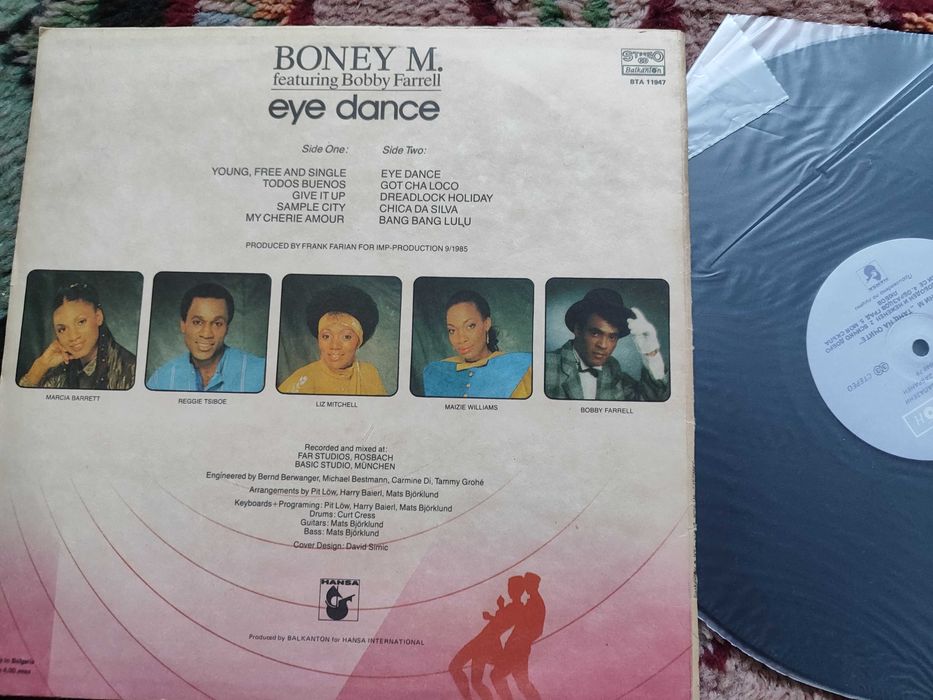 BONEY M.
featuring Bobby Farrell
eye dance
STEREO
Balkanton
BTA 11947
Side One:
YOUNG, FREE AND SINGLE
TODOS BUENOS
GIVE IT UP
SAMPLE CITY
MY CHERIE AMOUR
Side Two:
EYE DANCE
GOT CHA LOCO
DREADLOCK HOLIDAY
CHICA DA SILVA
BANG BANG LULU
PRODUCED BY FRANK FARIAN FOR IMP-PRODUCTION 9/1985
MARCIA BARRETT
REGGIE TSIBOE
LIZ MITCHELL
MAIZIE WILLIAMS
BOBBY FARRELL
Recorded and mixed at:
FAR STUDIOS, ROSBACH
BASIC STUDIO, MÜNCHEN
Engineered by Bernd Berwanger, Michael Bestmann, Carmine Di, Tammy Grohé
Arrangements by Pit Löw, Harry Baierl, Mats Björklund
Keyboards+Programing: Pit Löw, Harry Baierl, Mats Björklund
Drums: Curt Cress
Guitars: Mats Björklund
Bass: Mats Björklund
Cover Design: David Simic
HANSA
Produced by BALKANTON for HANSA INTERNATIONAL
in Bulgaria
СТЕРЕО
ОЧИТЕ